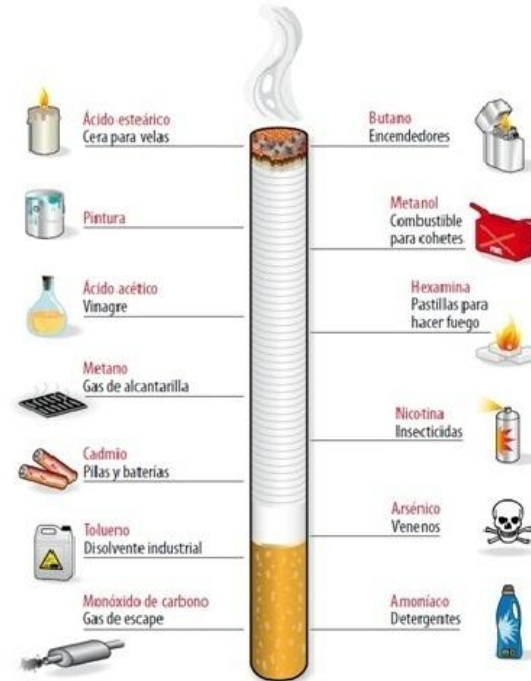 Ácido esteárico
Cera para velas
Pintura
Ácido acético
Vinagre
Metano
Gas de alcantarilla
Cadmio
Pilas y baterías
Tolueno
Disolvente industrial
Monóxido de carbono
Gas de escape
Butano
Encendedores
Metanol
Combustible
para cohetes
Hexamina
Pastillas para
hacer fuego
Nicotina
Insecticidas
Arsénico
Venenos
Amoníaco
Detergentes